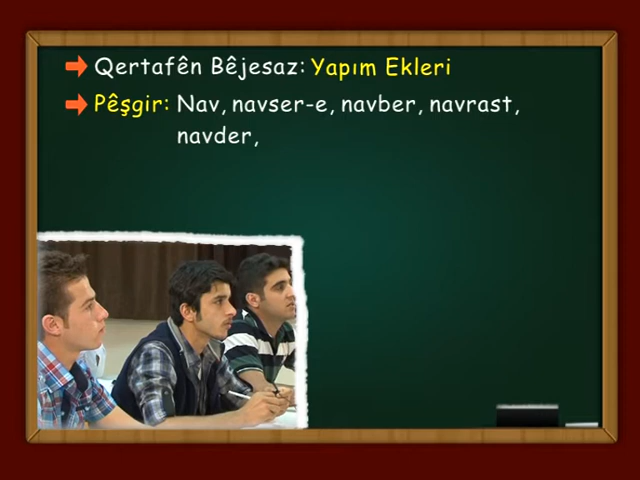 Qertafên Bêjesaz: Yapım Ekleri
Pêşgir: Nav, navser-e, navber, navrast,
navder,